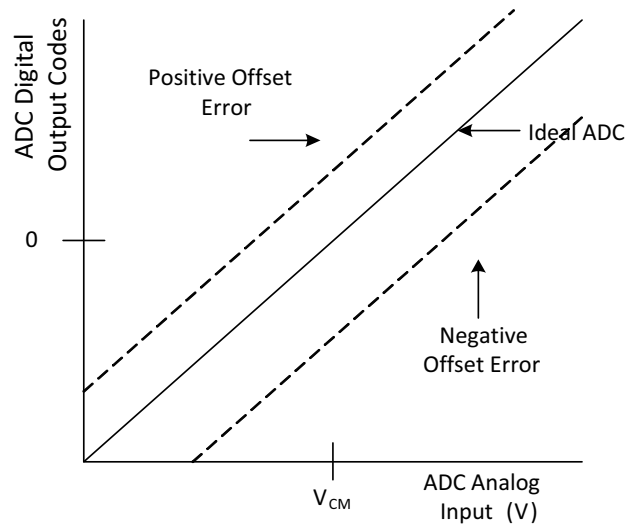 ADC Digital
Output Codes
Positive Offset
Error
Ideal ADC
0
Negative
Offset Error
VCM
ADC Analog
Input (V)